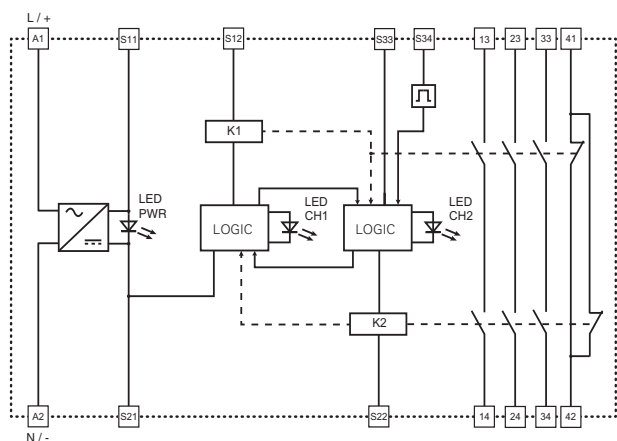 L / +
A1 S11 S12 S33 S34 13 23 33 41
K1
LED
PWR
LOGIC
LED
CH1
LOGIC
LED
CH2
K2
A2 S21 S22 14 24 34 42
N / -